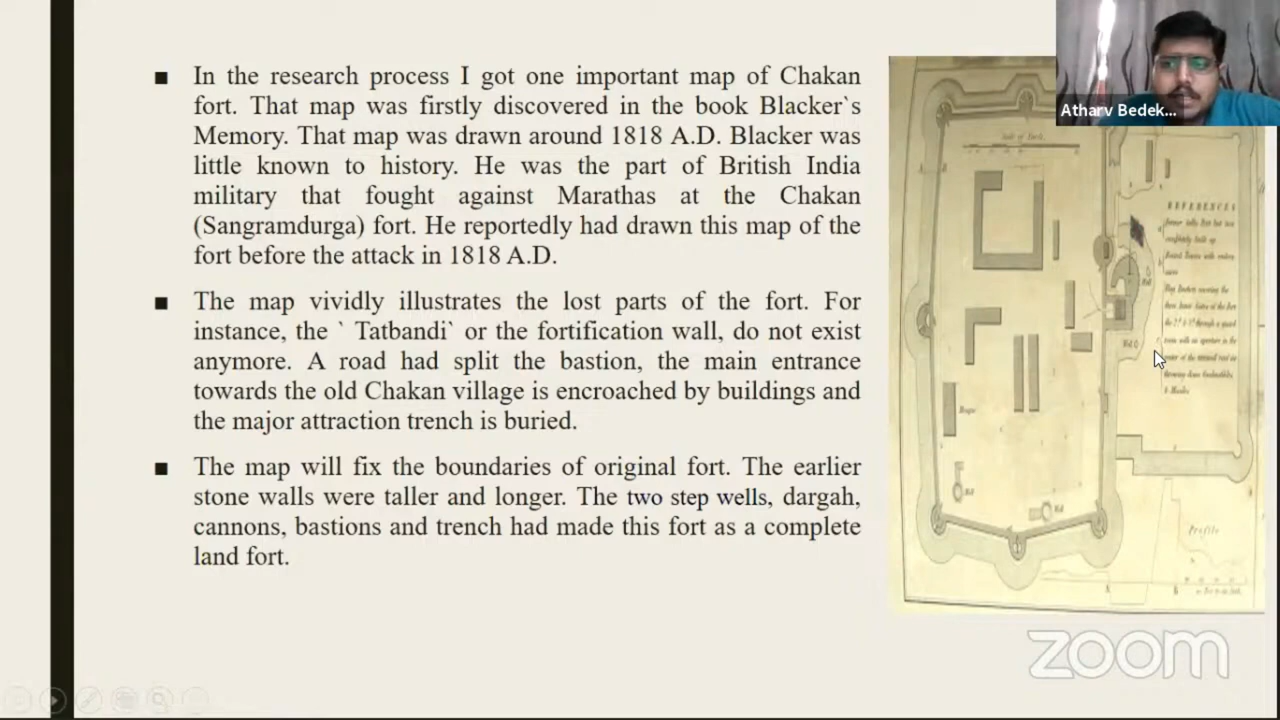 ■ In the research process I got one important map of Chakan
fort. That map was firstly discovered in the book Blacker`s
Memory. That map was drawn around 1818 A.D. Blacker was
little known to history. He was the part of British India
military that fought against Marathas at the Chakan
(Sangramdurga) fort. He reportedly had drawn this map of the
fort before the attack in 1818 A.D.
■ The map vividly illustrates the lost parts of the fort. For
instance, the ` Tatbandi` or the fortification wall, do not exist
anymore. A road had split the bastion, the main entrance
towards the old Chakan village is encroached by buildings and
the major attraction trench is buried.
■ The map will fix the boundaries of original fort. The earlier
stone walls were taller and longer. The two step wells, dargah,
cannons, bastions and trench had made this fort as a complete
land fort.
Atharv Bedek...
REFERENCES
Well
Well
Well
Profile
A B
zoom